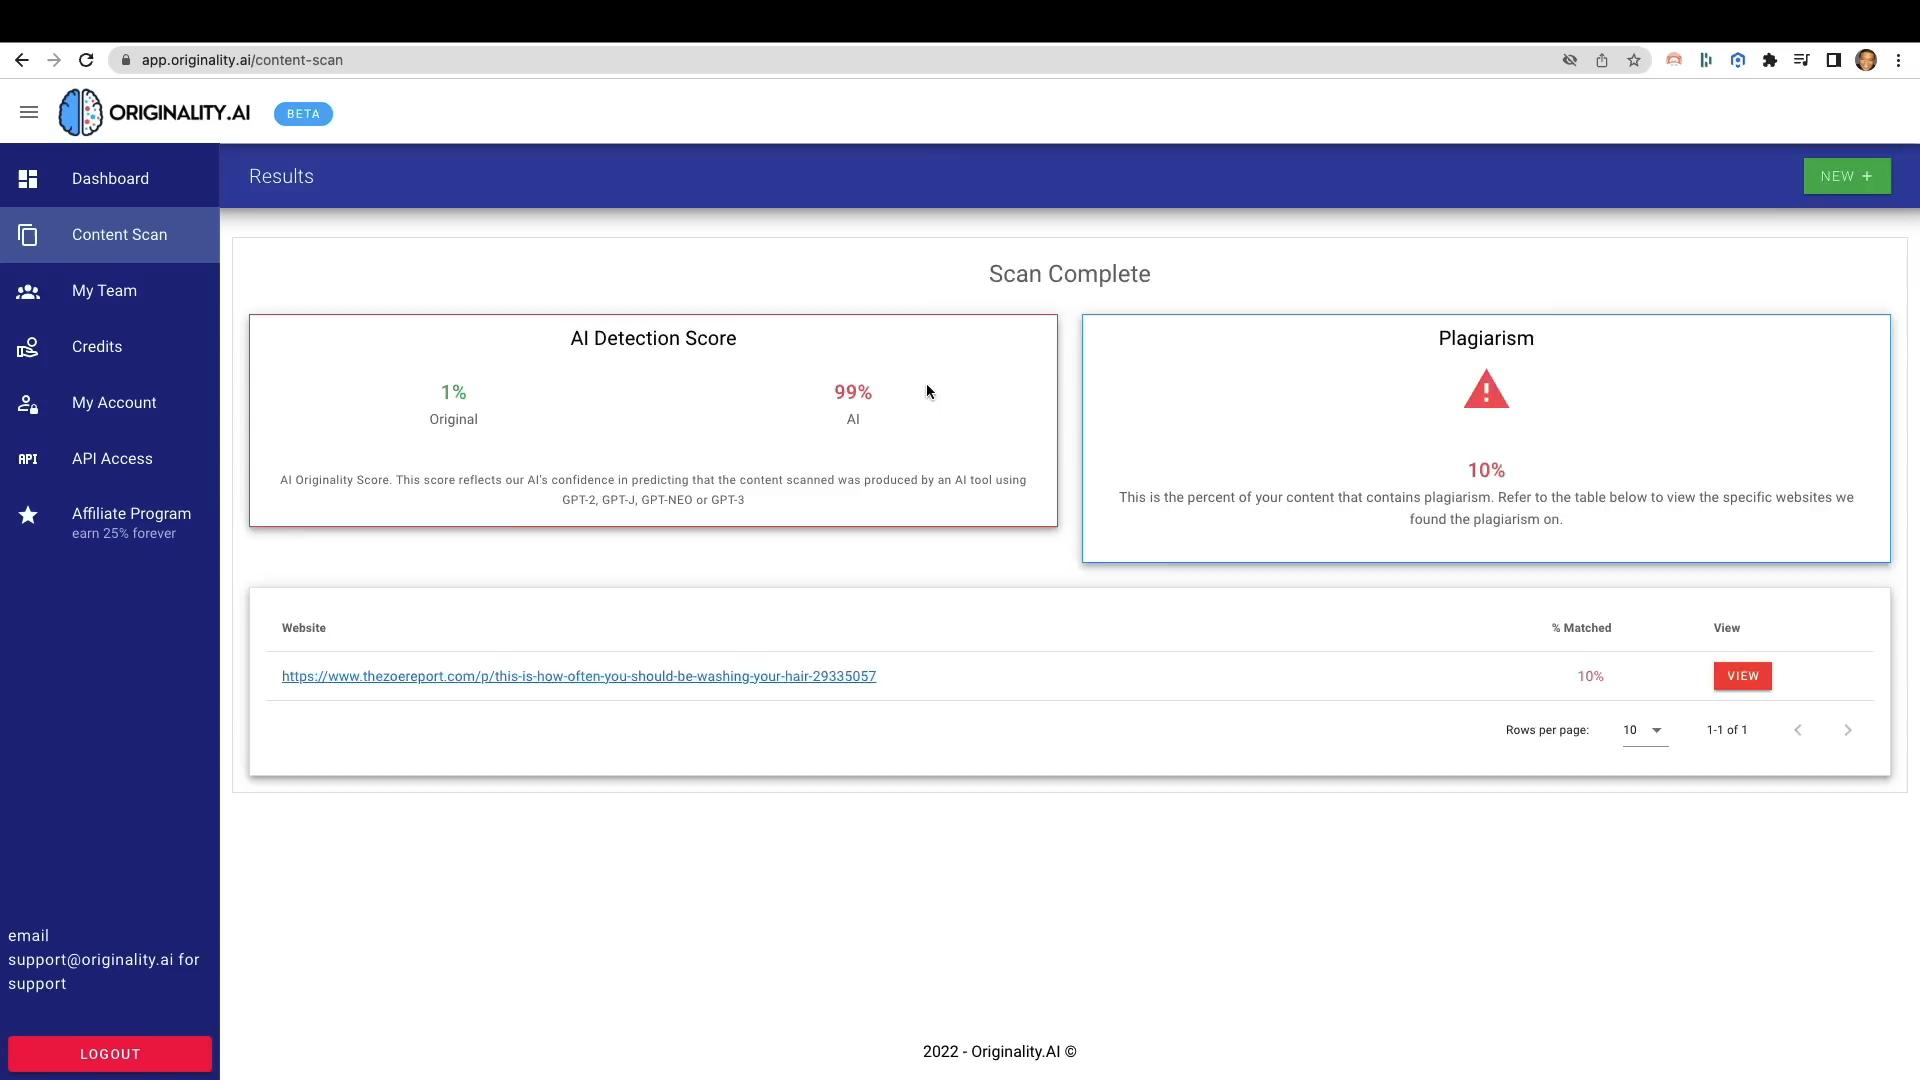 app.originality.ai/content-scan
ORIGINALITY.AI
BETA
Dashboard
Content Scan
My Team
Credits
My Account
API
API Access
Affiliate Program
earn 25% forever
email
support@originality.ai for
support
LOGOUT
Results
NEW +
Scan Complete
AI Detection Score
1%
Original
99%
AI
AI Originality Score. This score reflects our AI's confidence in predicting that the content scanned was produced by an AI tool using
GPT-2, GPT-J, GPT-NEO or GPT-3
Plagiarism
10%
This is the percent of your content that contains plagiarism. Refer to the table below to view the specific websites we
found the plagiarism on.
Website % Matched View
https://www.thezoereport.com/p/this-is-how-often-you-should-be-washing-your-hair-29335057 10% VIEW
Rows per page: 10 1-1 of 1
2022 - Originality.AI ©